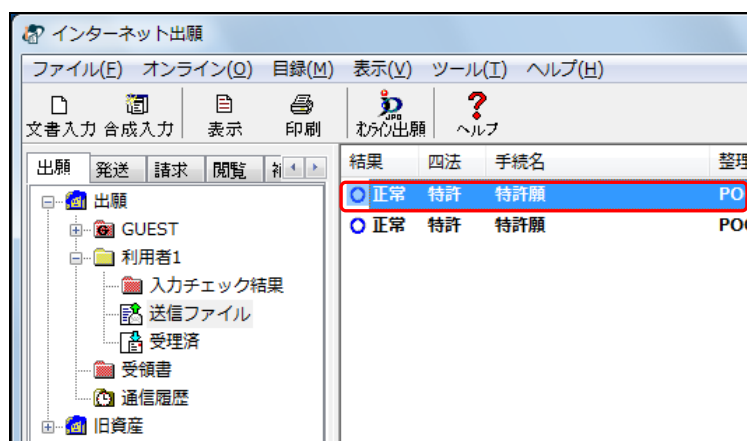 インターネット出願
ファイル(F) オンライン(O) 目録(M) 表示(V) ツール(T) ヘルプ(H)
文書入力 合成入力 表示 印刷 オンライン出願 ヘルプ
出願 発送 請求 閲覧
結果 四法 手続名 整理
正常 特許 特許願 PO
正常 特許 特許願 PO
出願
GUEST
利用者1
入力チェック結果
送信ファイル
受理済
受領書
通信履歴
旧資産